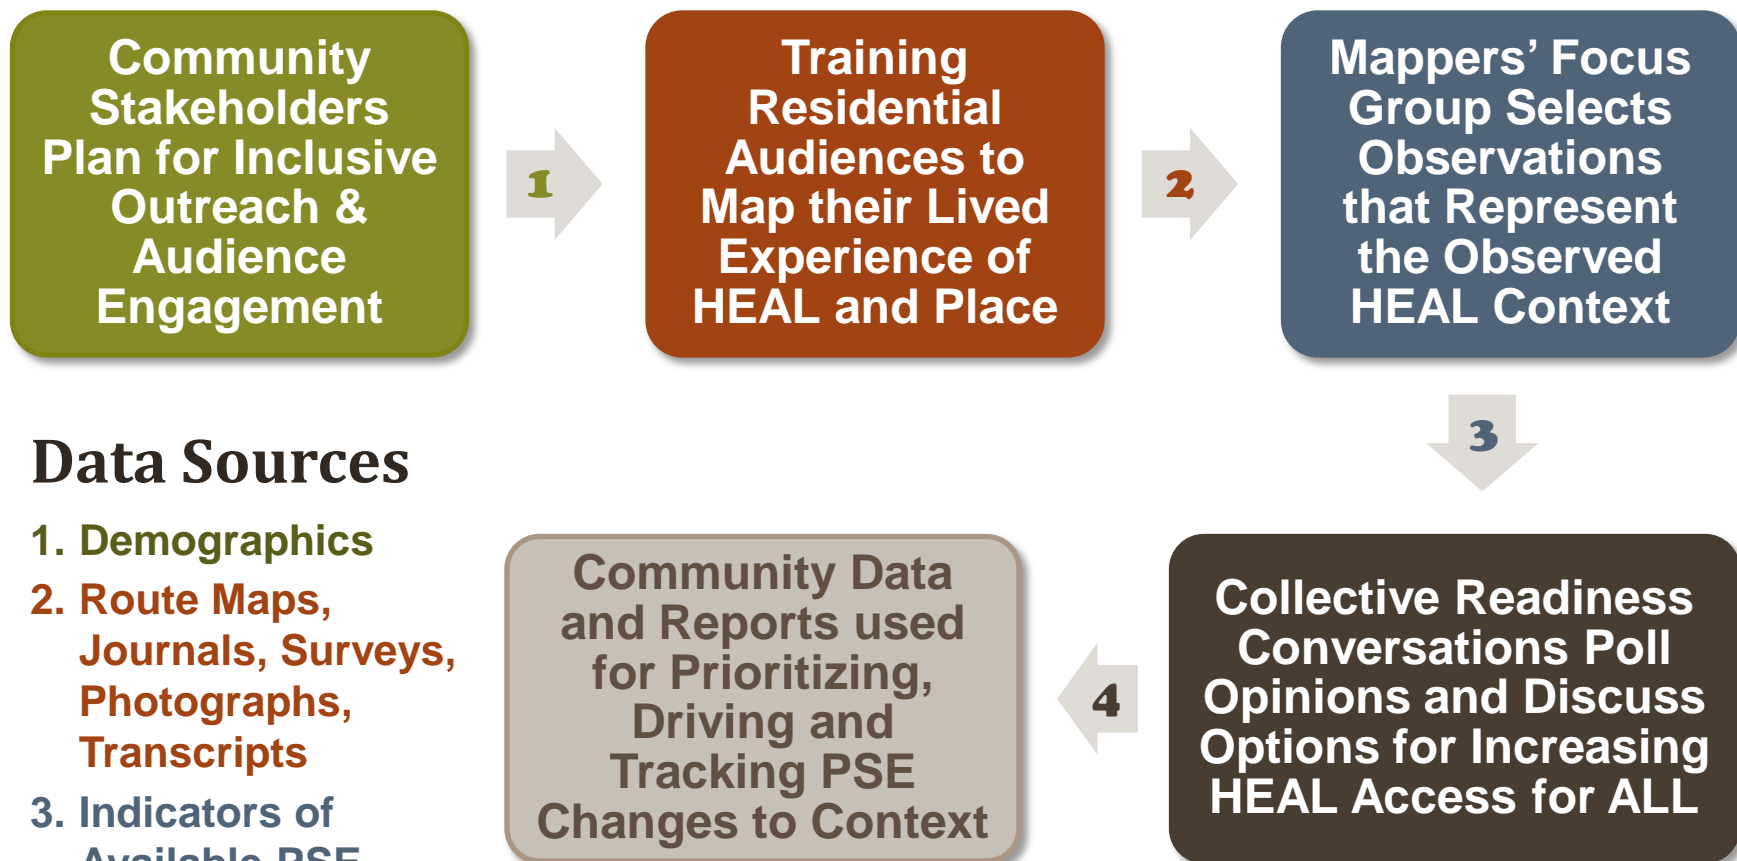 Community
Stakeholders
Plan for Inclusive
Outreach &
Audience
Engagement
1
Training
Residential
Audiences to
Map their Lived
Experience of
HEAL and Place
2
Mappers’ Focus
Group Selects
Observations
that Represent
the Observed
HEAL Context
3
Collective Readiness
Conversations Poll
Opinions and Discuss
Options for Increasing
HEAL Access for ALL
4
Community Data
and Reports used
for Prioritizing,
Driving and
Tracking PSE
Changes to Context
Data Sources
1. Demographics
2. Route Maps,
Journals, Surveys,
Photographs,
Transcripts
3. Indicators of
Available PSE